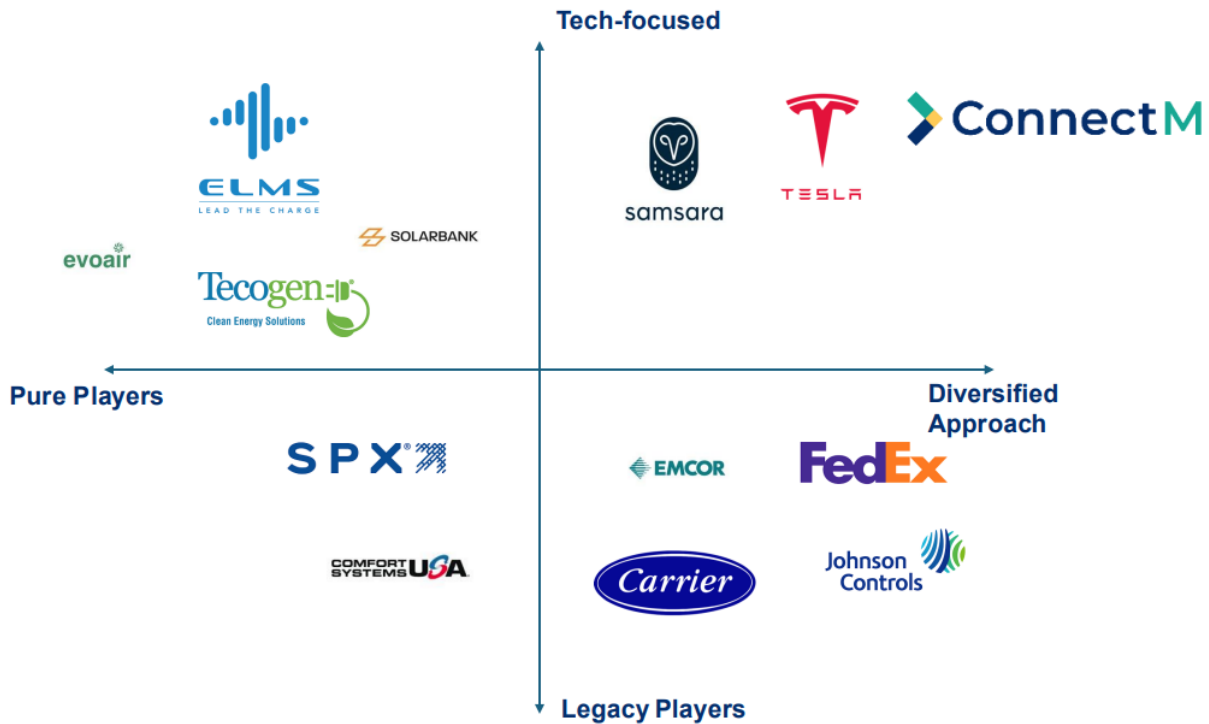 Tech-focused
ELMS
LEAD THE CHARGE
samsara
TESLA
ConnectM
evoair
SOLARBANK
Tecogen®
Clean Energy Solutions
Pure Players
Diversified
Approach
SPX®
EMCOR
FedEx
COMFORT
SYSTEMS USA
Carrier
Johnson
Controls
Legacy Players